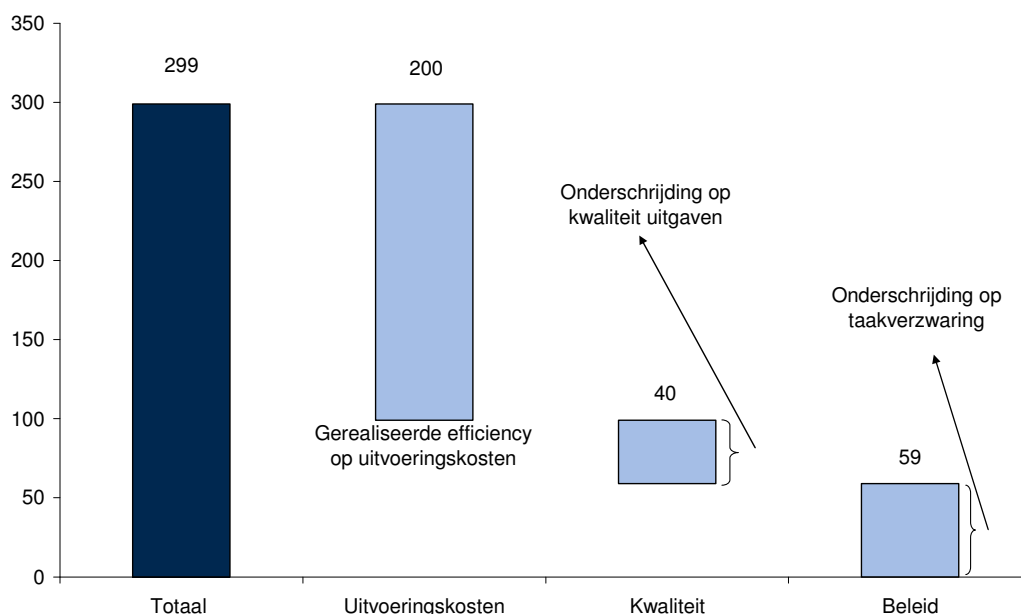 350
300
250
200
150
100
50
0
299
200
Gerealiseerde efficiency
op uitvoeringskosten
Onderschrijding op
kwaliteit uitgaven
40
Onderschrijding op
taakverzwaring
59
Totaal
Uitvoeringskosten
Kwaliteit
Beleid